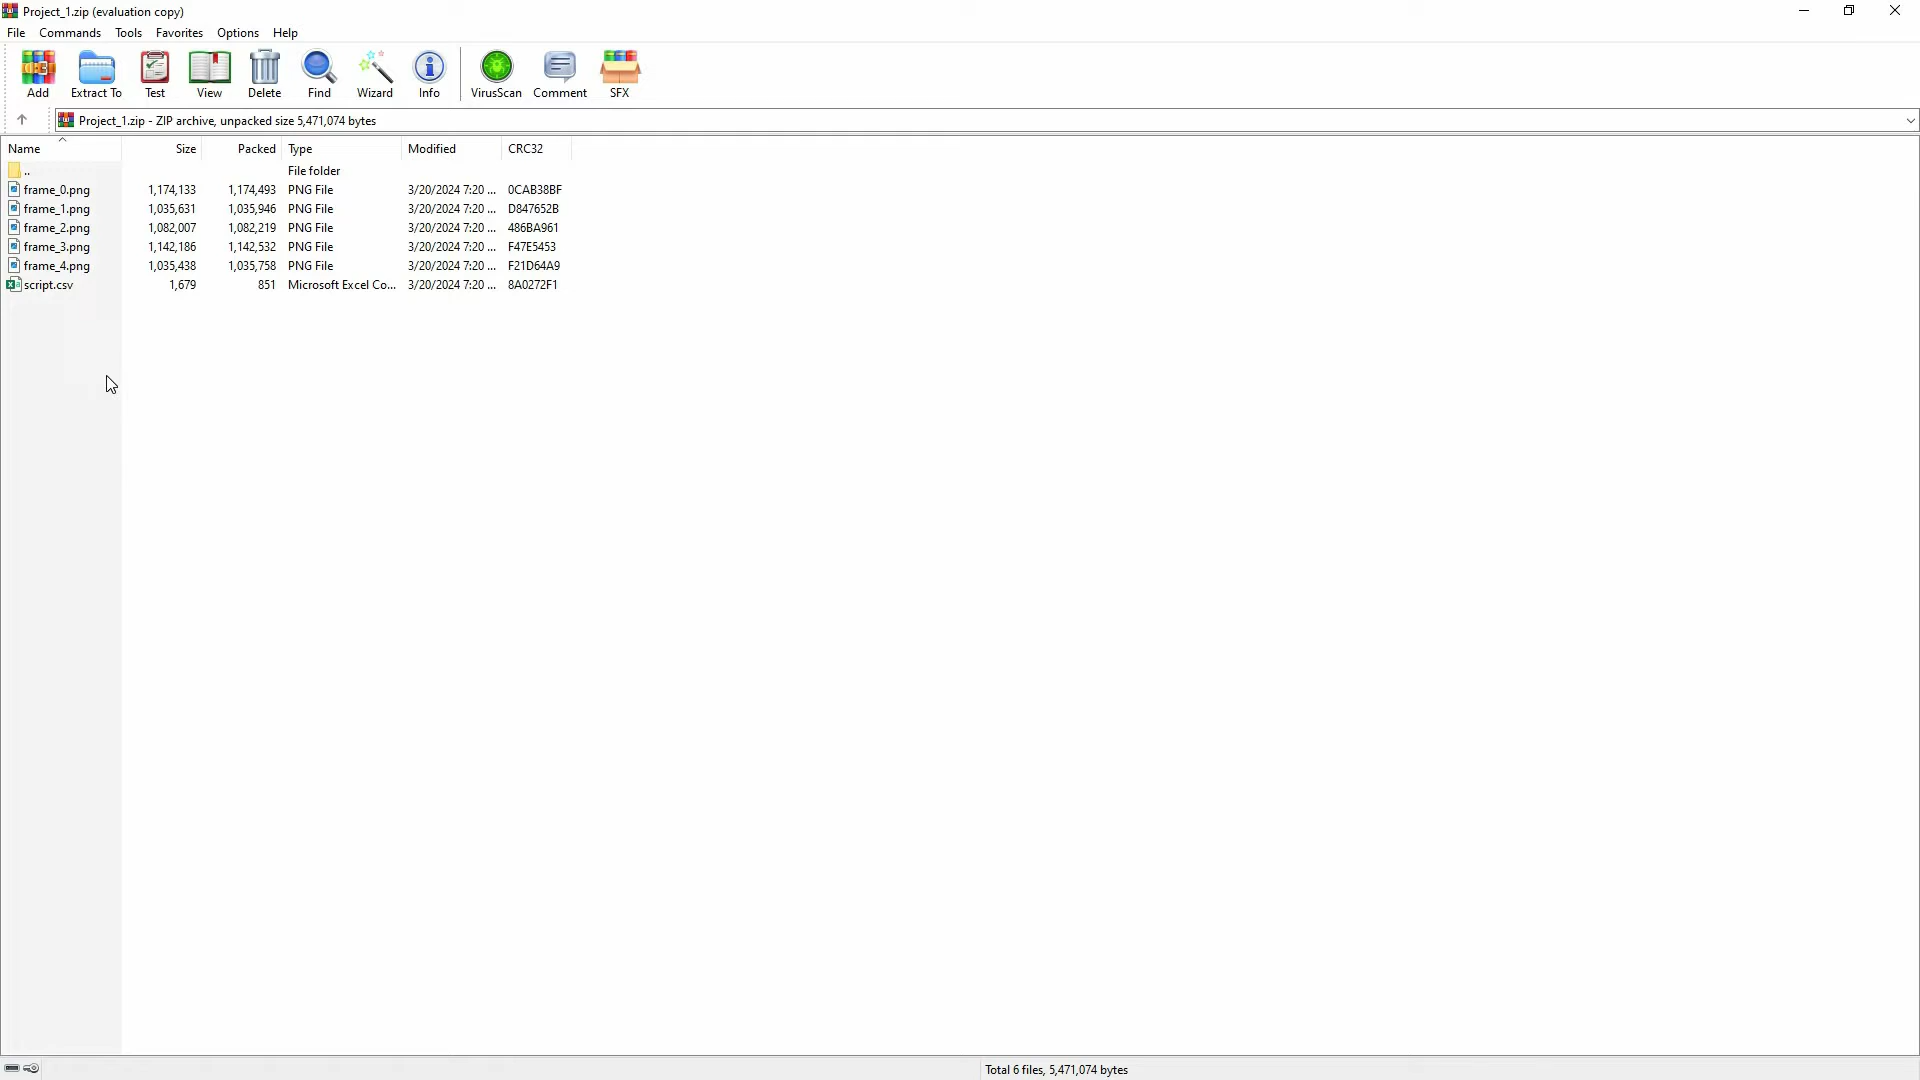 Project_1.zip (evaluation copy)
File Commands Tools Favorites Options Help
Add Extract To Test View Delete Find Wizard Info VirusScan Comment SFX
Project_1.zip - ZIP archive, unpacked size 5,471,074 bytes
Name Size Packed Type Modified CRC32
.. File folder
frame_0.png 1,174,133 1,174,493 PNG File 3/20/2024 7:20 ... 0CAB38BF
frame_1.png 1,035,631 1,035,946 PNG File 3/20/2024 7:20 ... D847652B
frame_2.png 1,082,007 1,082,219 PNG File 3/20/2024 7:20 ... 486BA961
frame_3.png 1,142,186 1,142,532 PNG File 3/20/2024 7:20 ... F47E5453
frame_4.png 1,035,438 1,035,758 PNG File 3/20/2024 7:20 ... F21D64A9
script.csv 1,679 851 Microsoft Excel Co... 3/20/2024 7:20 ... 8A0272F1
Total 6 files, 5,471,074 bytes